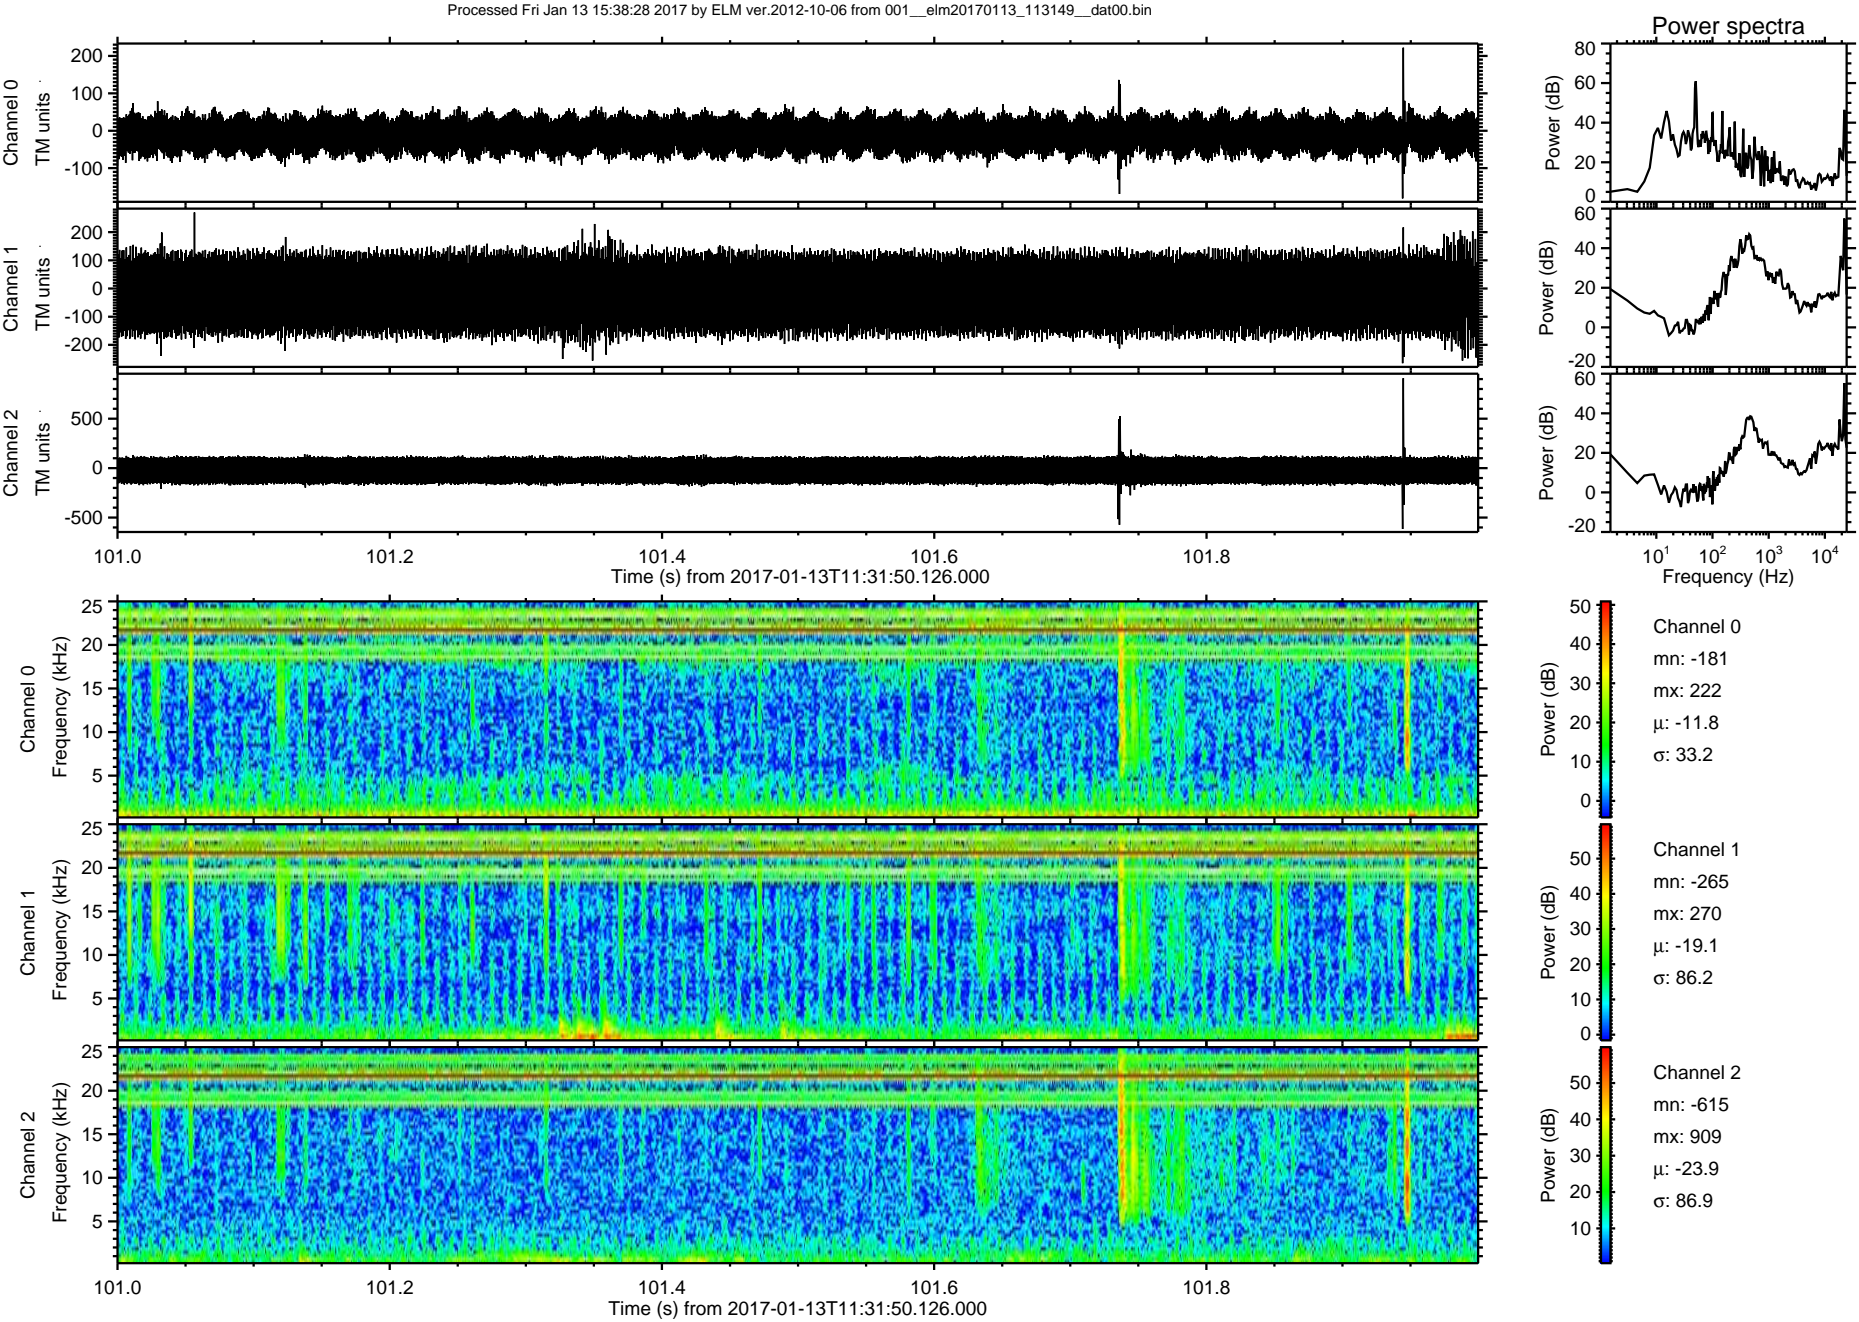 Processed Fri Jan 13 15:38:28 2017 by ELM ver.2012-10-06 from 001__elm20170113_113149__dat00.bin
Power spectra
Channel 0
TM units
200
100
0
-100
Power (dB)
80
60
40
20
0
Channel 1
TM units
200
100
0
-100
-200
Power (dB)
60
40
20
0
-20
Channel 2
TM units
500
0
-500
Power (dB)
60
40
20
0
-20
101.0 101.2 101.4 101.6 101.8
Time (s) from 2017-01-13T11:31:50.126.000
10¹ 10² 10³ 10⁴
Frequency (Hz)
Channel 0
Frequency (kHz)
25
20
15
10
5
Power (dB)
50
40
30
20
10
0
Channel 0
mn: -181
mx: 222
µ: -11.8
σ: 33.2
Channel 1
Frequency (kHz)
25
20
15
10
5
Power (dB)
50
40
30
20
10
0
Channel 1
mn: -265
mx: 270
µ: -19.1
σ: 86.2
Channel 2
Frequency (kHz)
25
20
15
10
5
Power (dB)
50
40
30
20
10
Channel 2
mn: -615
mx: 909
µ: -23.9
σ: 86.9
101.0 101.2 101.4 101.6 101.8
Time (s) from 2017-01-13T11:31:50.126.000